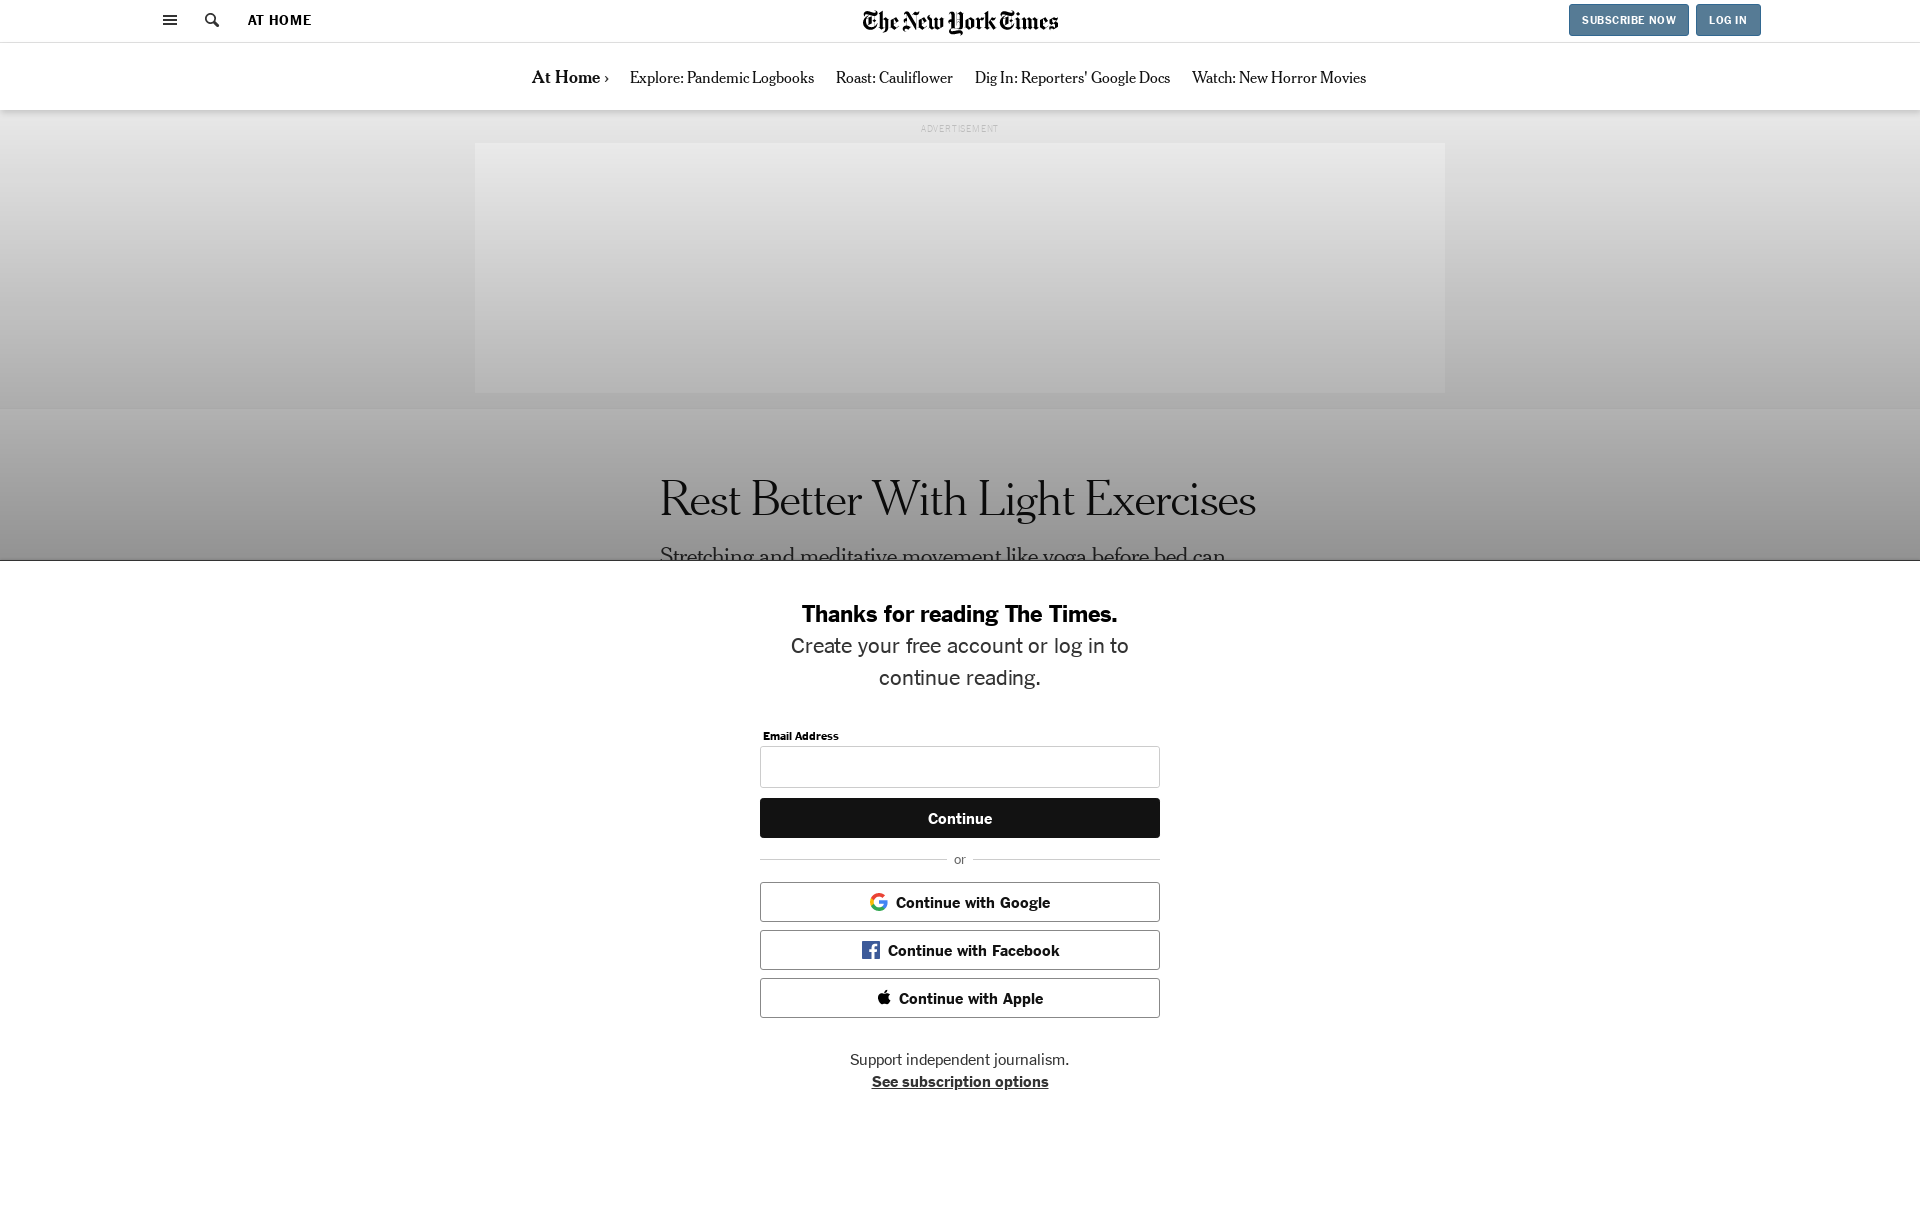 AT HOME
The New York Times
SUBSCRIBE NOW
LOG IN
At Home ›
Explore: Pandemic Logbooks
Roast: Cauliflower
Dig In: Reporters' Google Docs
Watch: New Horror Movies
ADVERTISEMENT
Rest Better With Light Exercises
Stretching and meditative movement like yoga before bed can
Thanks for reading The Times.
Create your free account or log in to
continue reading.
Email Address
Continue
or
Continue with Google
Continue with Facebook
Continue with Apple
Support independent journalism.
See subscription options